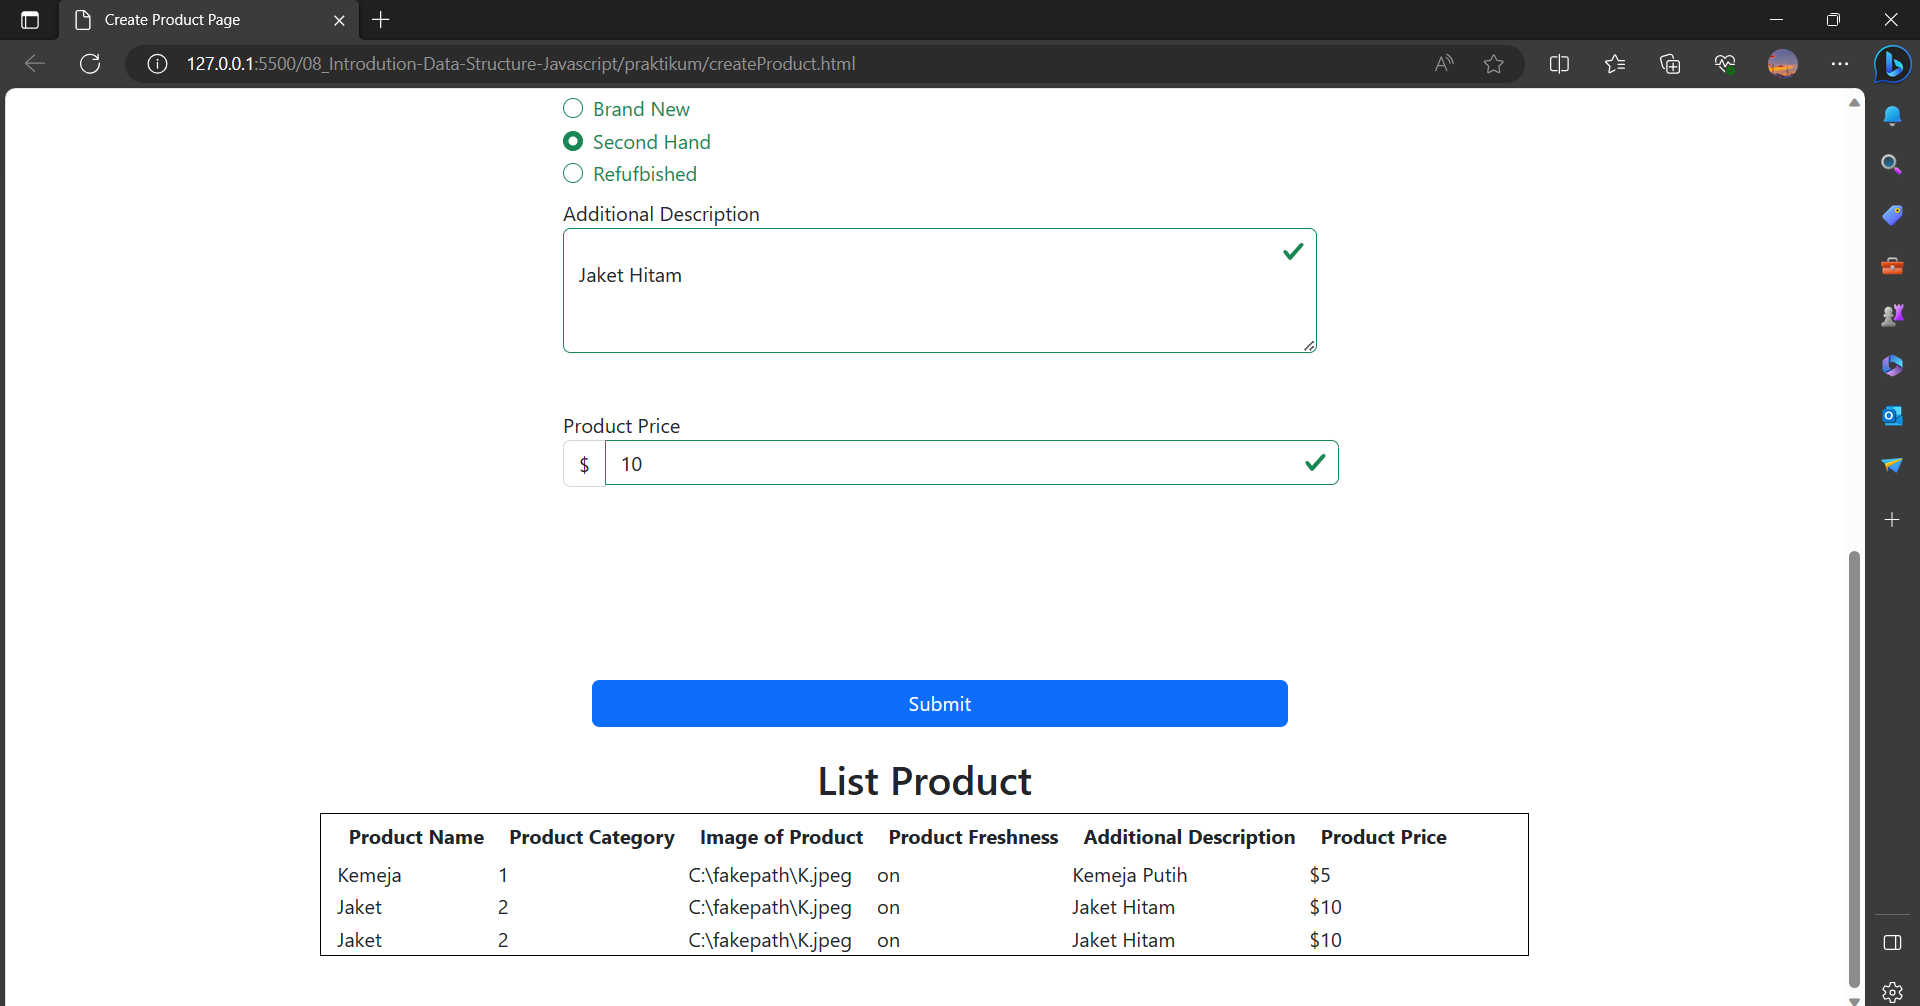 Create Product Page
127.0.0.1:5500/08_Introdution-Data-Structure-Javascript/praktikum/createProduct.html
Brand New
Second Hand
Refufbished
Additional Description
Jaket Hitam
Product Price
$ 10
Submit
List Product
Product Name Product Category Image of Product Product Freshness Additional Description Product Price
Kemeja 1 C:\fakepath\K.jpeg on Kemeja Putih $5
Jaket 2 C:\fakepath\K.jpeg on Jaket Hitam $10
Jaket 2 C:\fakepath\K.jpeg on Jaket Hitam $10